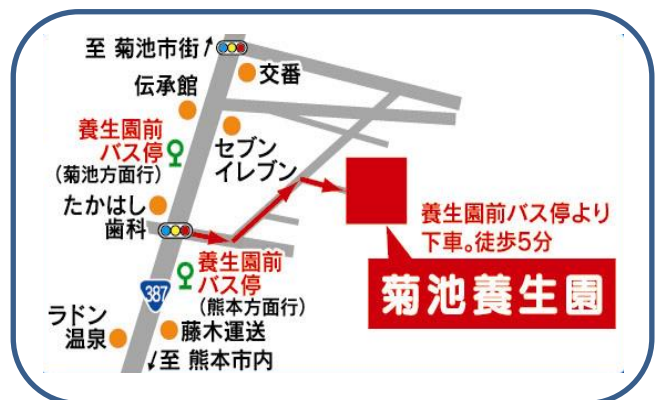 至 菊池市街
交番
伝承館
養生園前
バス停
(菊池方面行)
セブン
イレブン
たかはし
歯科
養生園前バス停より
下車。徒歩5分
菊池養生園
養生園前
バス停
(熊本方面行)
387
ラドン
温泉
藤木運送
至 熊本市内